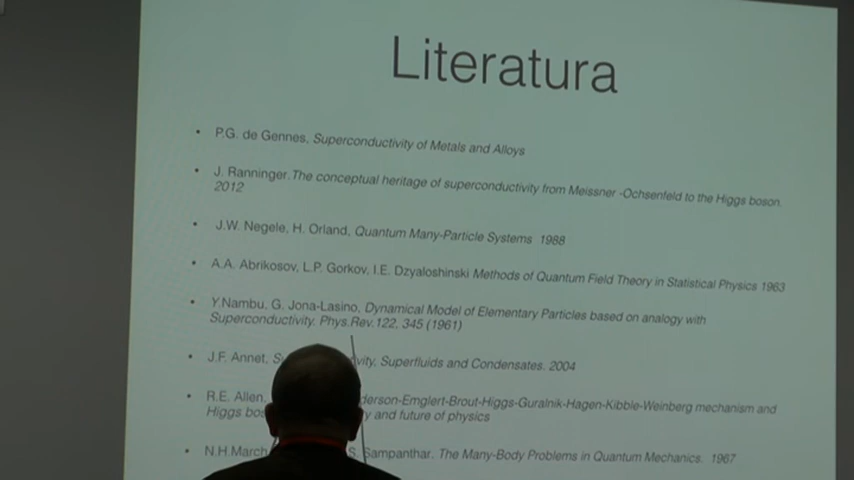 Literatura
• P.G. de Gennes, Superconductivity of Metals and Alloys
• J. Ranninger. The conceptual heritage of superconductivity from Meissner -Ochsenfeld to the Higgs boson.
2012
• J.W. Negele, H. Orland, Quantum Many-Particle Systems 1988
• A.A. Abrikosov, L.P. Gorkov, I.E. Dzyaloshinski Methods of Quantum Field Theory in Statistical Physics 1963
• Y.Nambu, G. Jona-Lasino, Dynamical Model of Elementary Particles based on analogy with
Superconductivity. Phys.Rev.122, 345 (1961)
• J.F. Annet, Superfluids and Condensates. 2004
• R.E. Allen. -Emglert-Brout-Higgs-Guralnik-Hagen-Kibble-Weinberg mechanism and
Higgs and future of physics
• N.H.March S. Sampanthar. The Many-Body Problems in Quantum Mechanics. 1967